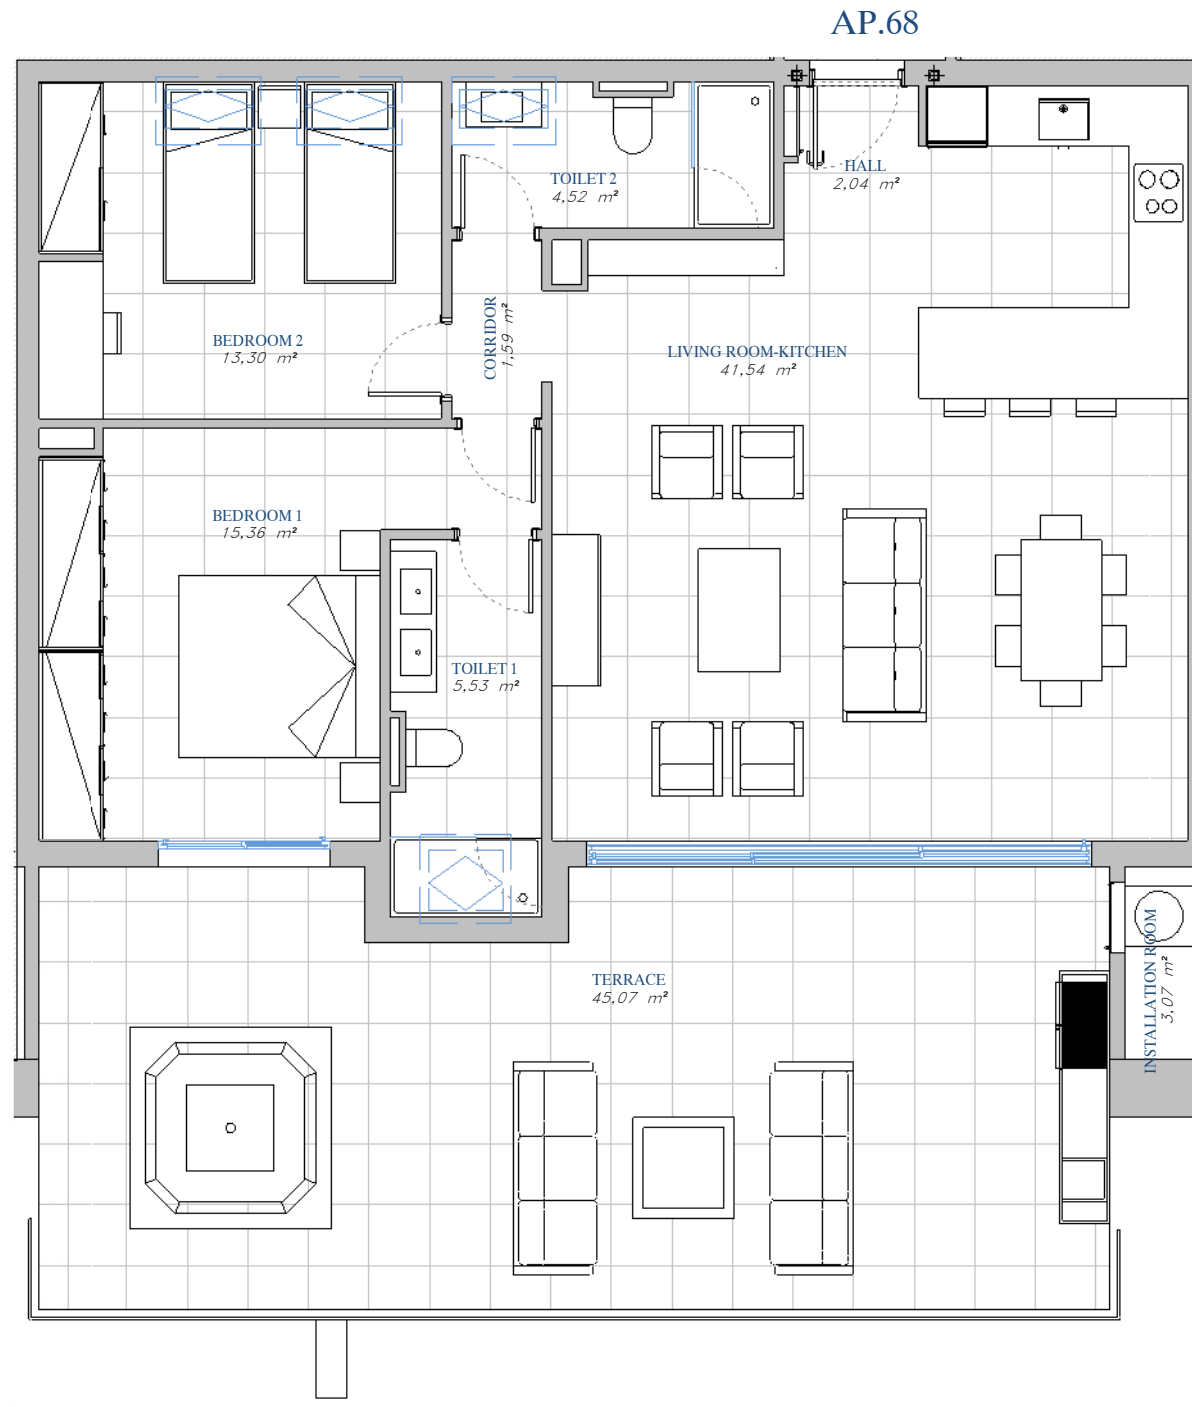 AP.68
HALL
2,04 m²
TOILET 2
4,52 m²
CORRIDOR
1,59 m²
BEDROOM 2
13,30 m²
LIVING ROOM-KITCHEN
41,54 m²
BEDROOM 1
15,36 m²
TOILET 1
5,53 m²
TERRACE
45,07 m²
INSTALLATION ROOM
3,07 m²